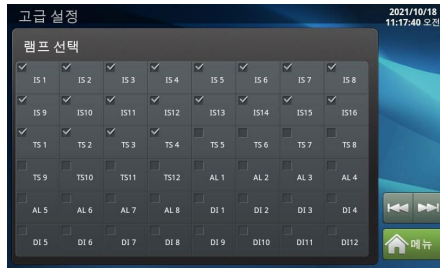 고급 설정
2021/10/18
11:17:40 오전
램프 선택
IS 1 IS 2 IS 3 IS 4 IS 5 IS 6 IS 7 IS 8
IS 9 IS10 IS11 IS12 IS13 IS14 IS15 IS16
TS 1 TS 2 TS 3 TS 4 TS 5 TS 6 TS 7 TS 8
TS 9 TS10 TS11 TS12 AL 1 AL 2 AL 3 AL 4
AL 5 AL 6 AL 7 AL 8 DI 1 DI 2 DI 3 DI 4
DI 5 DI 6 DI 7 DI 8 DI 9 DI10 DI11 DI12
메뉴